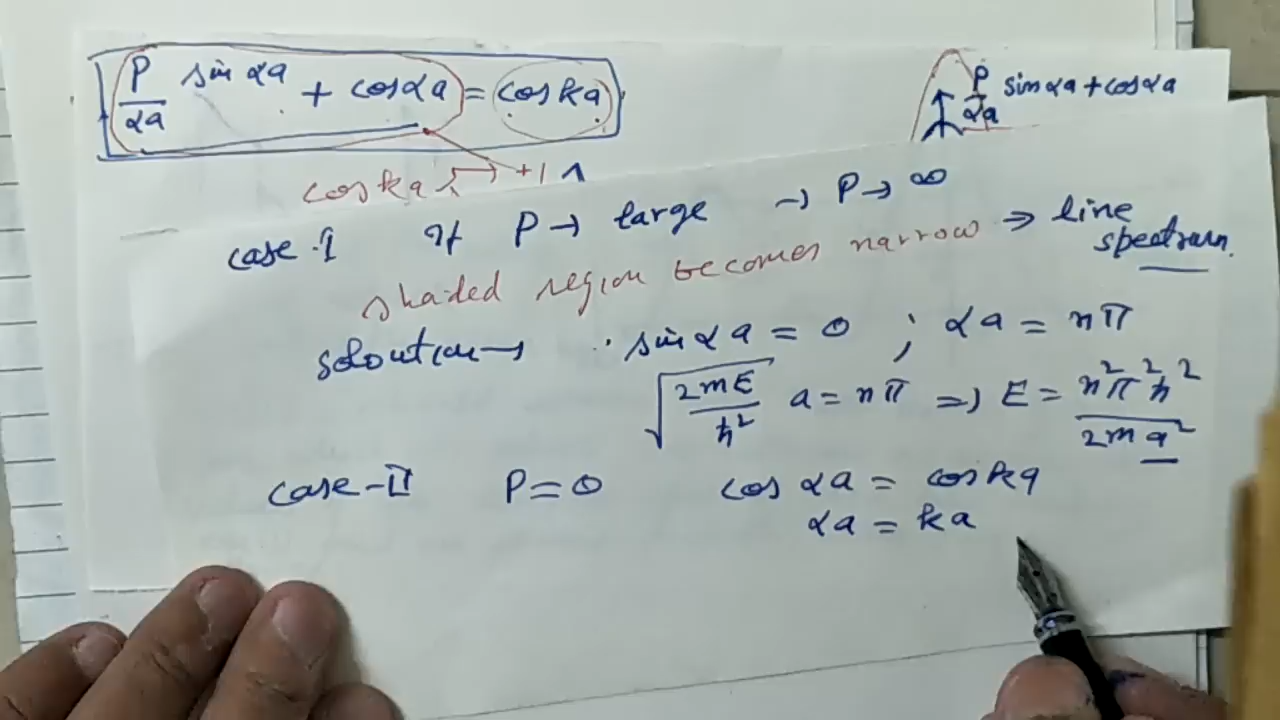 P/αa sin αa + cos αa = cos ka
P/αa sin αa + cos αa
cos ka → +1
case-I If P → large → P → ∞
shaded region becomes narrow ⇒ line spectrum.
soloution → sin αa = 0 ; αa = nπ
√(2mE/ħ²) a = nπ ⇒ E = n²π²ħ²/2ma²
case-II P = 0 cos αa = cos ka
αa = ka